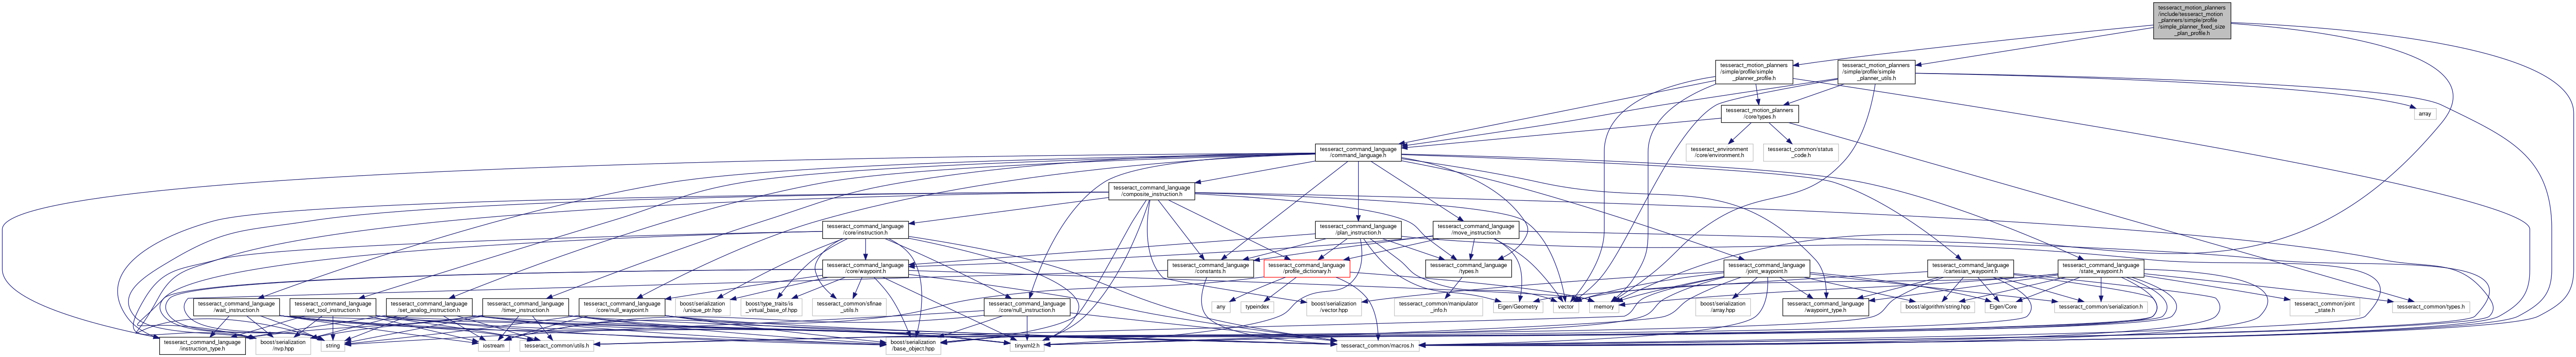 tesseract_motion_planners
/include/tesseract_motion
_planners/simple/profile
/simple_planner_fixed_size
_plan_profile.h
tesseract_motion_planners
/simple/profile/simple
_planner_profile.h
tesseract_motion_planners
/simple/profile/simple
_planner_utils.h
tesseract_motion_planners
/core/types.h
array
tesseract_command_language
/command_language.h
tesseract_environment
/core/environment.h
tesseract_common/status
_code.h
tesseract_command_language
/composite_instruction.h
tesseract_command_language
/core/instruction.h
tesseract_command_language
/plan_instruction.h
tesseract_command_language
/move_instruction.h
tesseract_command_language
/core/waypoint.h
tesseract_command_language
/constants.h
tesseract_command_language
/profile_dictionary.h
tesseract_command_language
/types.h
tesseract_command_language
/joint_waypoint.h
tesseract_command_language
/cartesian_waypoint.h
tesseract_command_language
/state_waypoint.h
tesseract_command_language
/wait_instruction.h
tesseract_command_language
/set_tool_instruction.h
tesseract_command_language
/set_analog_instruction.h
tesseract_command_language
/timer_instruction.h
tesseract_command_language
/core/null_waypoint.h
boost/serialization
/unique_ptr.hpp
boost/type_traits/is
_virtual_base_of.hpp
tesseract_common/sfinae
_utils.h
tesseract_command_language
/core/null_instruction.h
any
typeindex
boost/serialization
/vector.hpp
tesseract_common/manipulator
_info.h
Eigen/Geometry
vector
memory
boost/serialization
/array.hpp
tesseract_command_language
/waypoint_type.h
boost/algorithm/string.hpp
Eigen/Core
tesseract_common/serialization.h
tesseract_common/joint
_state.h
tesseract_common/types.h
tesseract_command_language
/instruction_type.h
boost/serialization
/nvp.hpp
string
iostream
tesseract_common/utils.h
boost/serialization
/base_object.hpp
tinyxml2.h
tesseract_common/macros.h